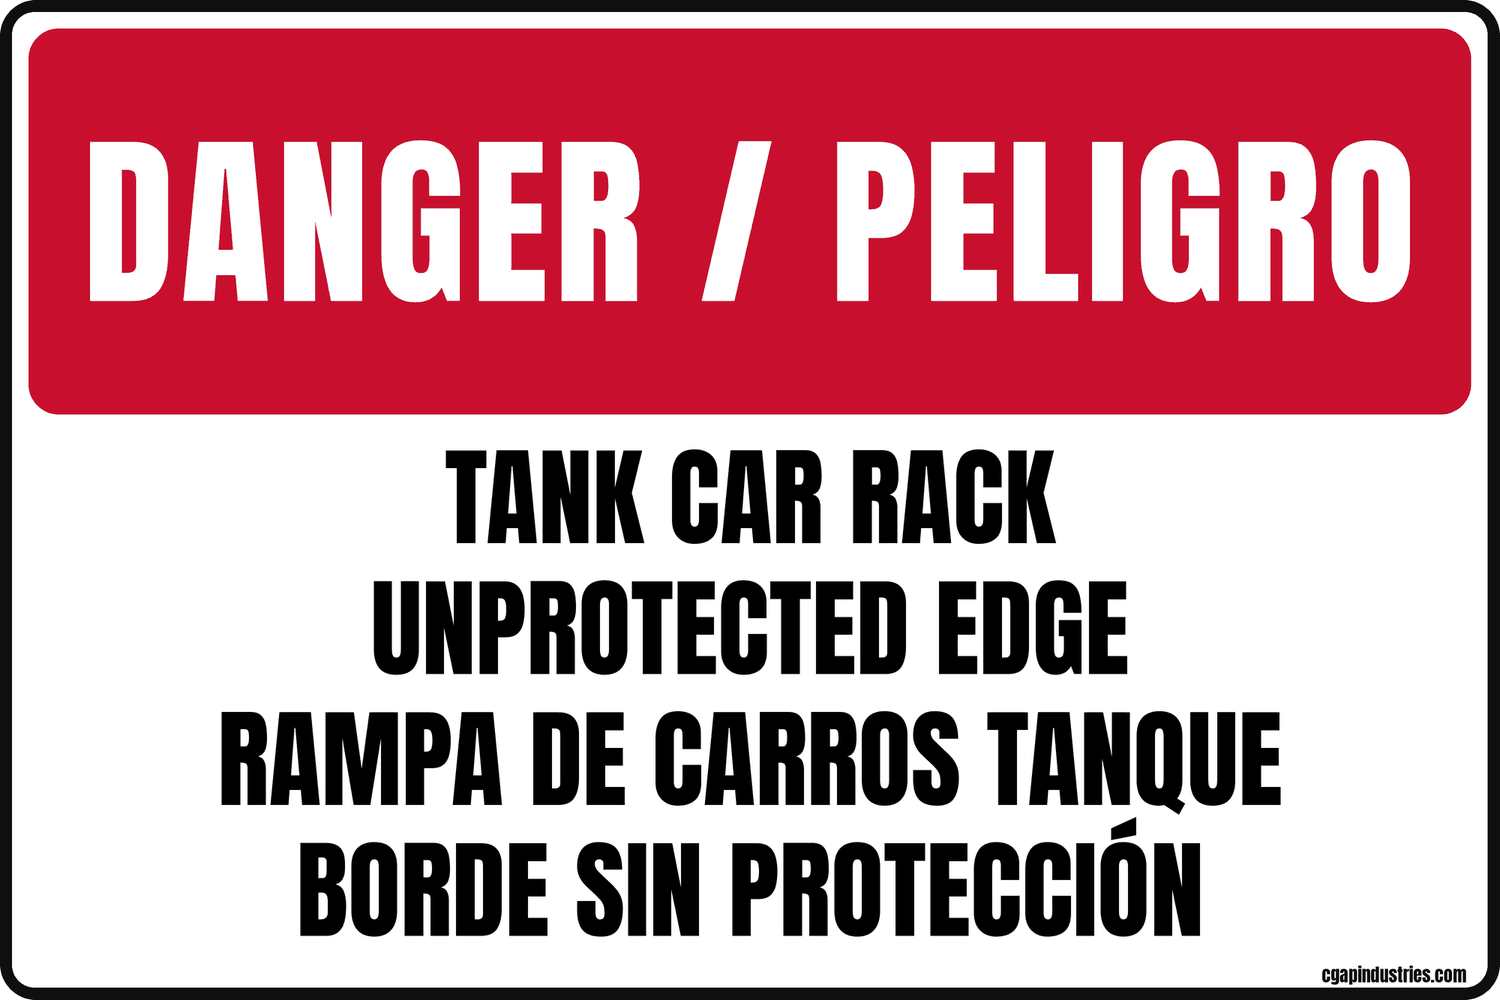 DANGER / PELIGRO
TANK CAR RACK
UNPROTECTED EDGE
RAMPA DE CARROS TANQUE
BORDE SIN PROTECCIÓN
cgapindustries.com